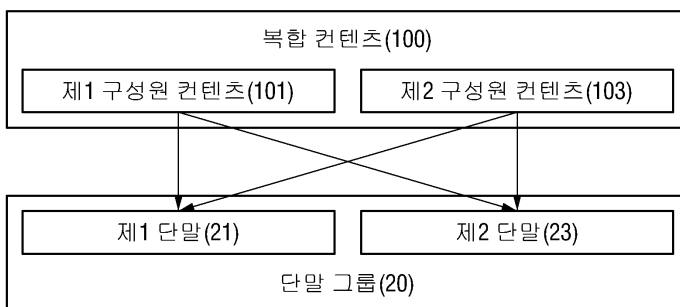 복합 컨텐츠(100)
제1 구성원 컨텐츠(101)
제2 구성원 컨텐츠(103)
제1 단말(21)
제2 단말(23)
단말 그룹(20)